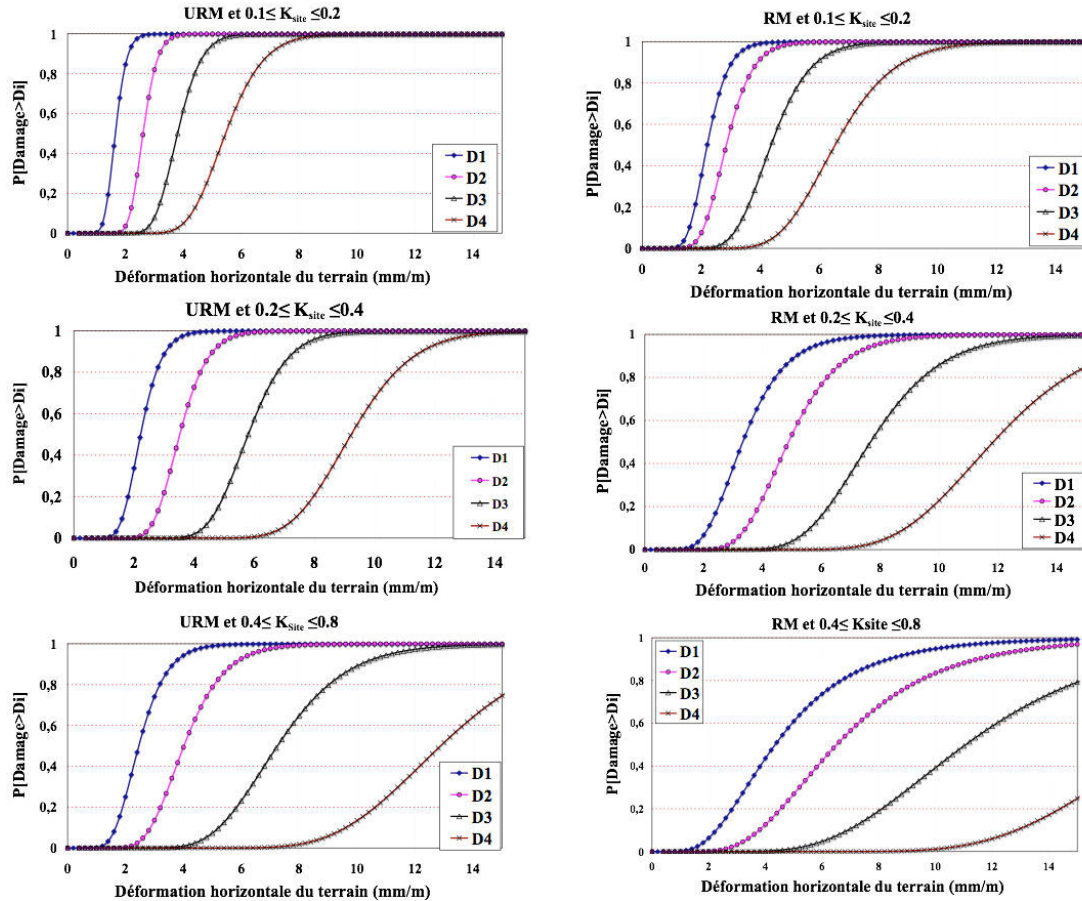 URM et 0.1≤ Ksite ≤0.2
P[Damage>Di]
1
0,8
0,6
0,4
0,2
0
0 2 4 6 8 10 12 14
D1
D2
D3
D4
Déformation horizontale du terrain (mm/m)
RM et 0.1≤ Ksite ≤0.2
P[Damage>Di]
1
0,8
0,6
0,4
0,2
0
0 2 4 6 8 10 12 14
D1
D2
D3
D4
Déformation horizontale du terrain (mm/m)
URM et 0.2≤ Ksite ≤0.4
P[Damage>Di]
1
0,8
0,6
0,4
0,2
0
0 2 4 6 8 10 12 14
D1
D2
D3
D4
Déformation horizontale du terrain (mm/m)
RM et 0.2≤ Ksite ≤0.4
P[Damage>Di]
1
0,8
0,6
0,4
0,2
0
0 2 4 6 8 10 12 14
D1
D2
D3
D4
Déformation horizontale du terrain (mm/m)
URM et 0.4≤ KSite ≤0.8
P[Damage>Di]
1
0,8
0,6
0,4
0,2
0
0 2 4 6 8 10 12 14
D1
D2
D3
D4
Déformation horizontale du terrain (mm/m)
RM et 0.4≤ Ksite ≤0.8
P[Damage>Di]
1
0,8
0,6
0,4
0,2
0
0 2 4 6 8 10 12 14
D1
D2
D3
D4
Déformation horizontale du terrain (mm/m)